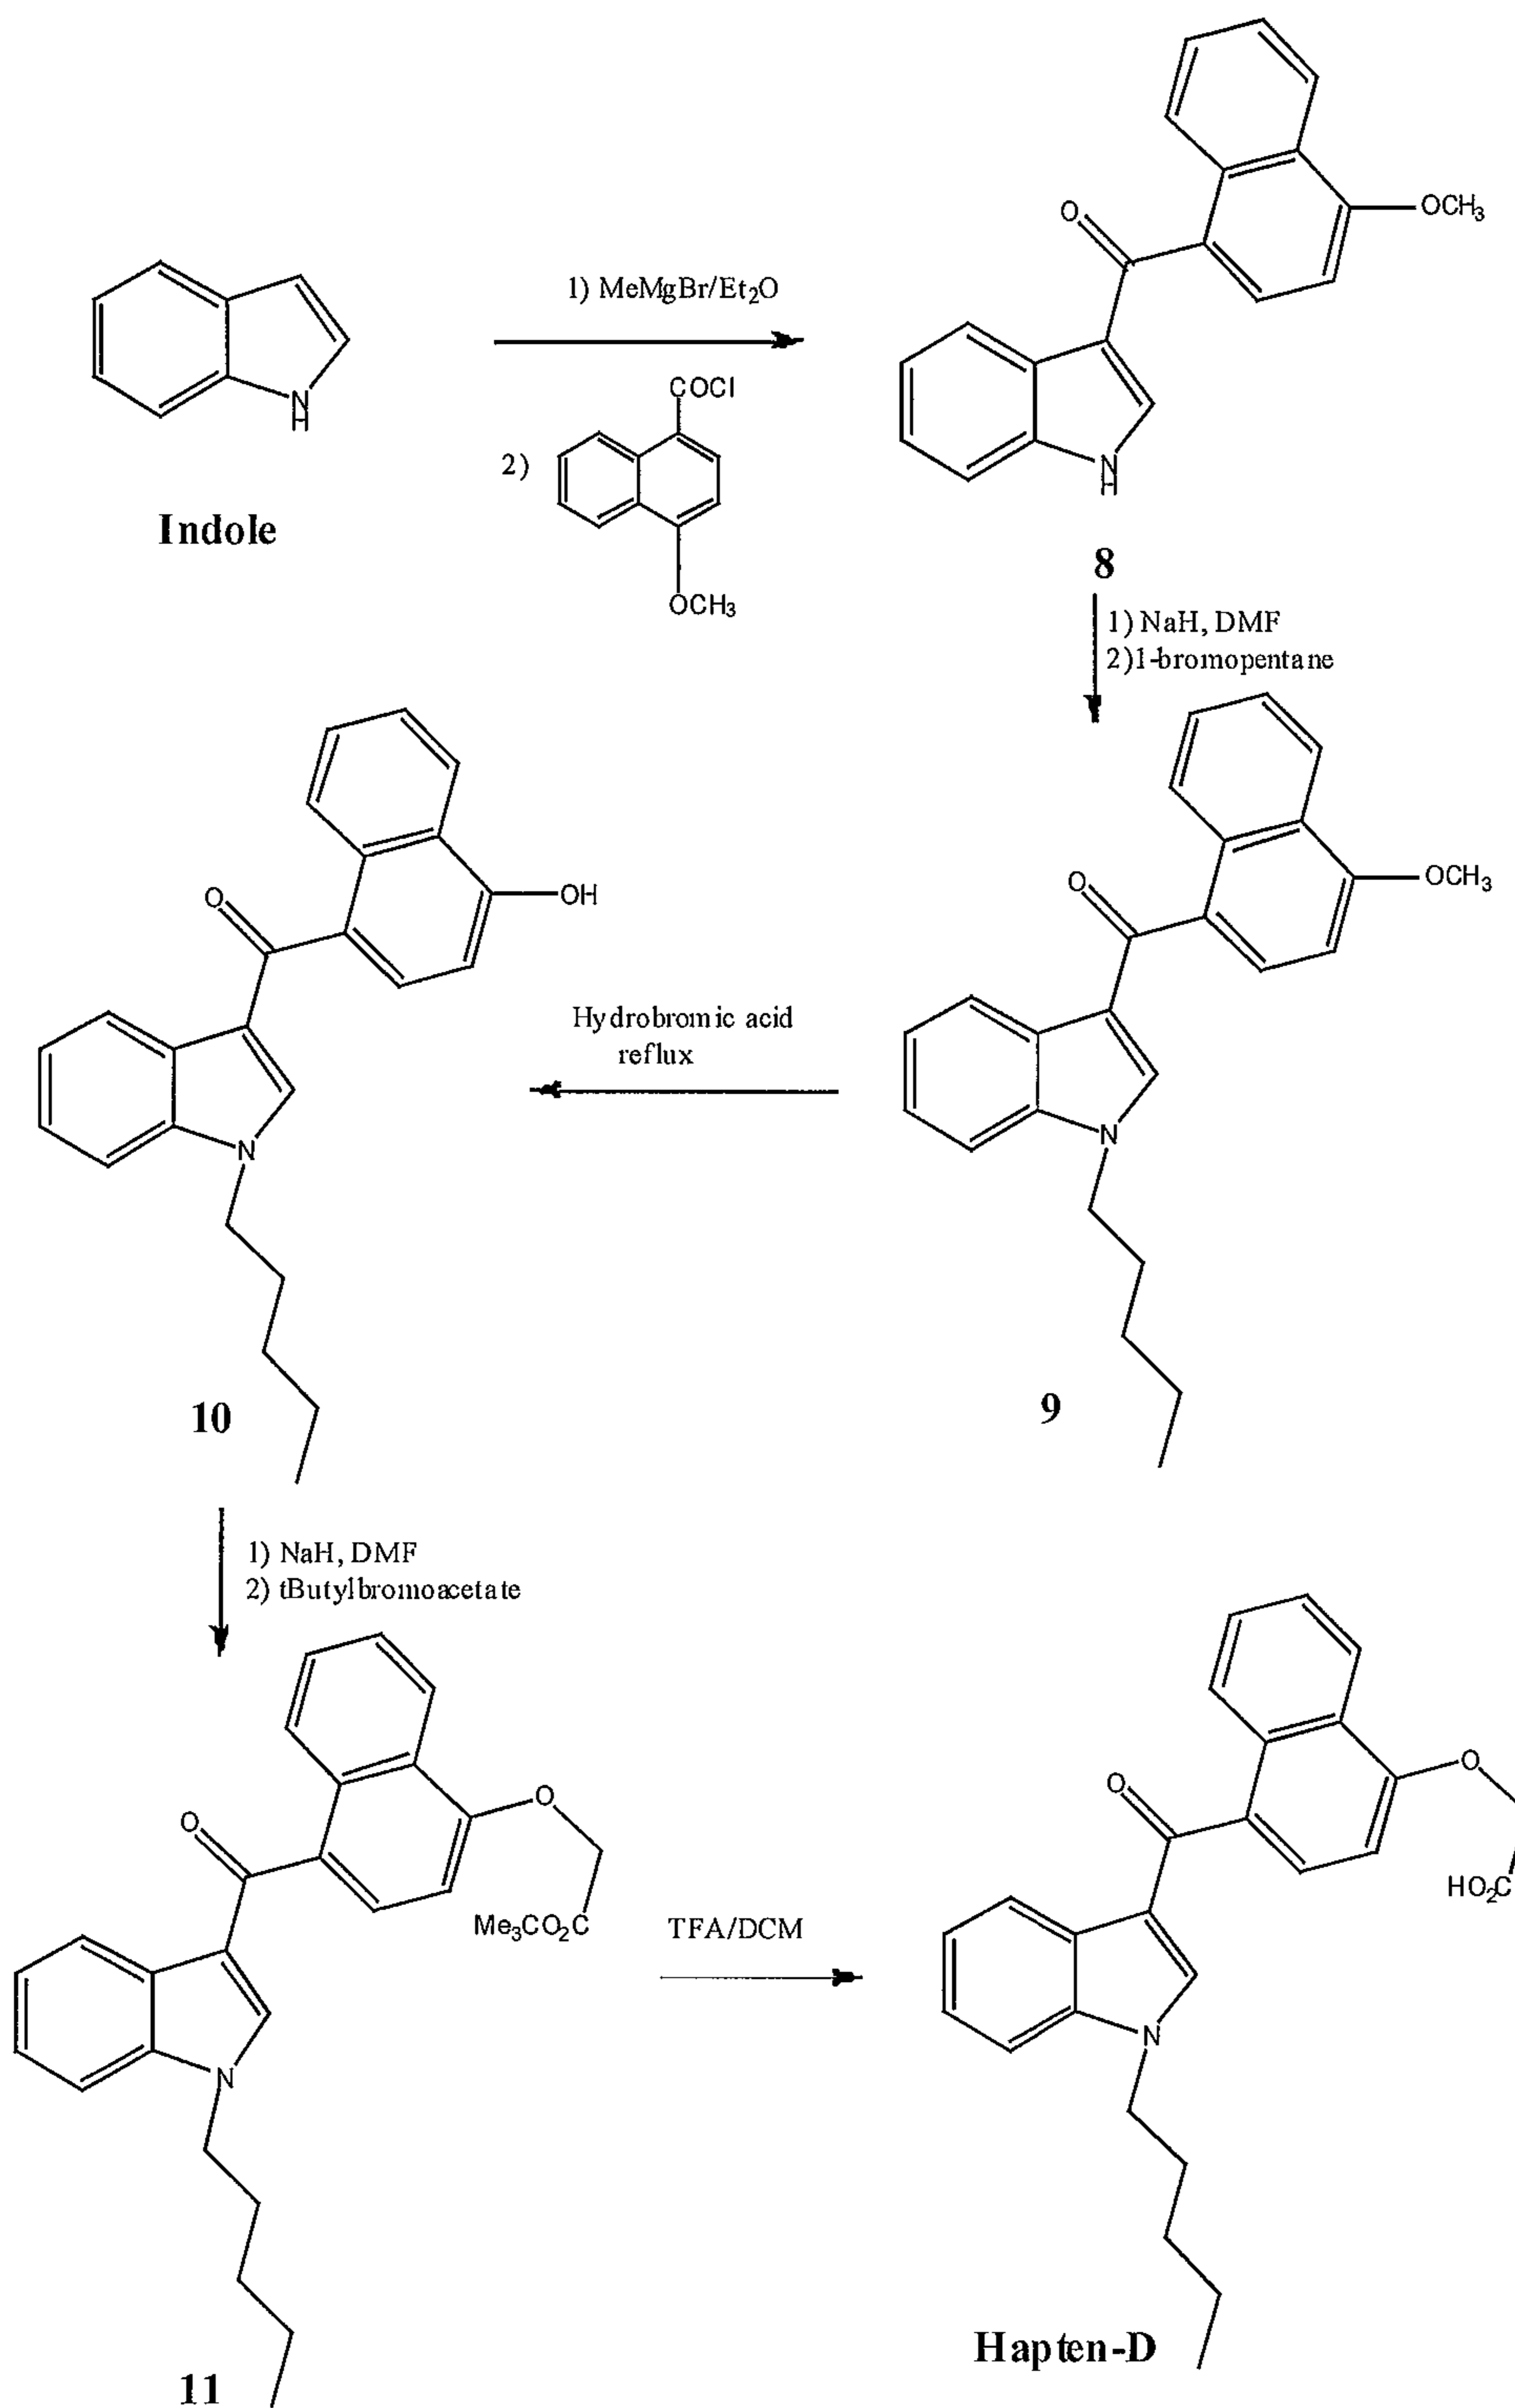 1) MeMgBr/Et₂O
2)
COCl
OCH₃
N
H
Indole
O
OCH₃
N
H
8
1) NaH, DMF
2)1-bromopentane
O
OCH₃
N
9
Hydrobromic acid
reflux
O
OH
N
10
1) NaH, DMF
2) tButylbromoacetate
O
O
Me₃CO₂C
N
11
TFA/DCM
O
O
HO₂C
N
Hapten-D